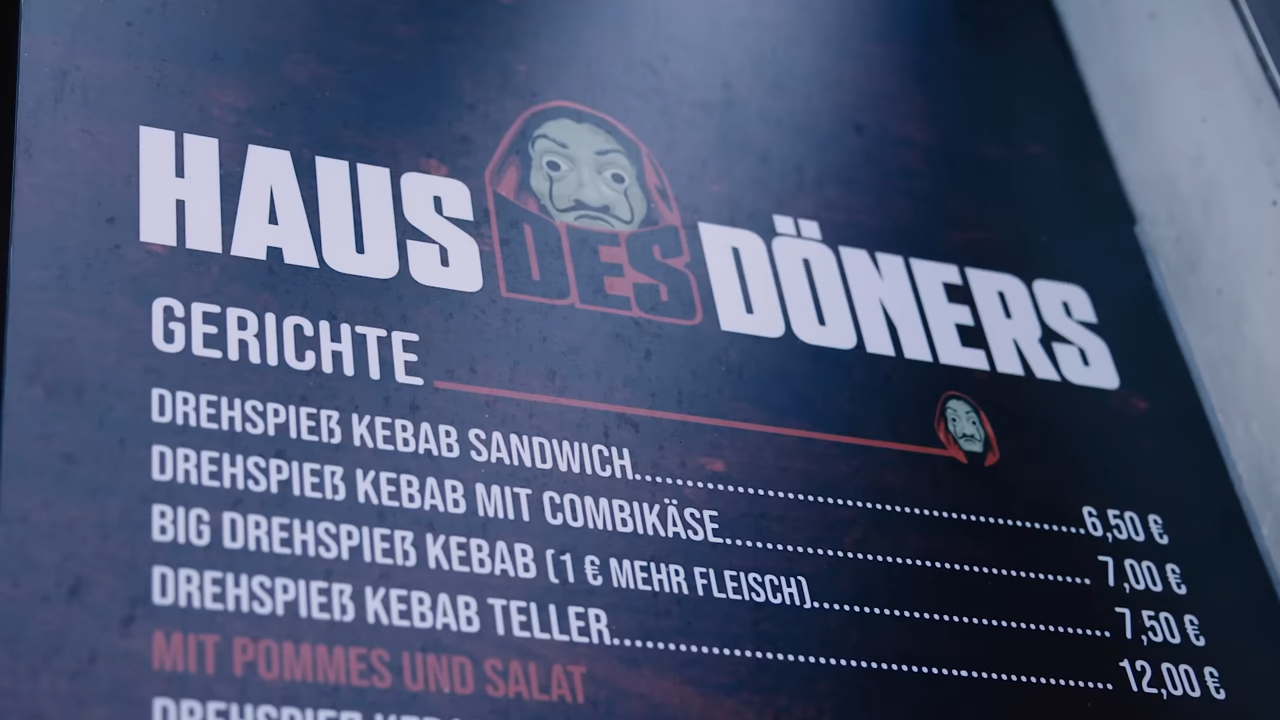 HAUS DES DÖNERS
GERICHTE
DREHSPIEß KEBAB SANDWICH........................................6,50 €
DREHSPIEß KEBAB MIT COMBIKÄSE................................ 7,00 €
BIG DREHSPIEß KEBAB (1 € MEHR FLEISCH).......................... 7,50 €
DREHSPIEß KEBAB TELLER............................................ 12,00 €
MIT POMMES UND SALAT